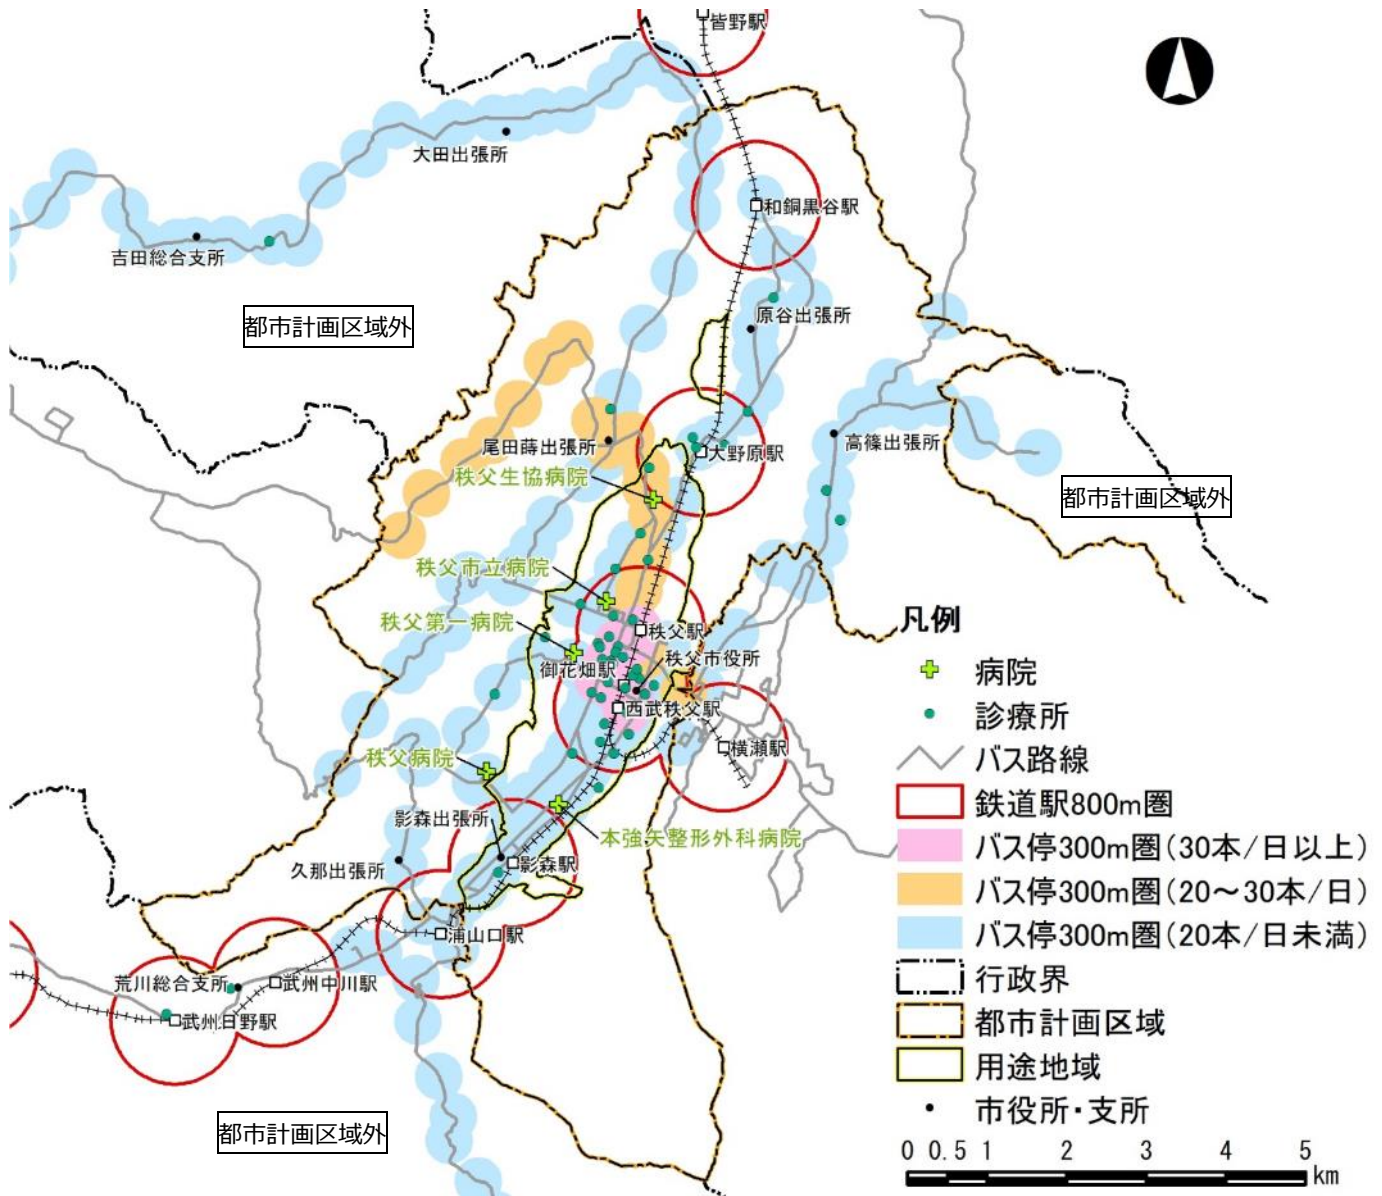 皆野駅
大田出張所
和銅黒谷駅
吉田総合支所
都市計画区域外
原谷出張所
尾田蒔出張所
大野原駅
高篠出張所
秩父生協病院
都市計画区域外
秩父市立病院
秩父第一病院
秩父駅
御花畑駅
秩父市役所
西武秩父駅
横瀬駅
秩父病院
影森出張所
本強矢整形外科病院
久那出張所
影森駅
浦山口駅
荒川総合支所
武州中川駅
武州日野駅
都市計画区域外
凡例
病院
診療所
バス路線
鉄道駅800m圏
バス停300m圏(30本/日以上)
バス停300m圏(20~30本/日)
バス停300m圏(20本/日未満)
行政界
都市計画区域
用途地域
市役所・支所
0 0.5 1 2 3 4 5
km